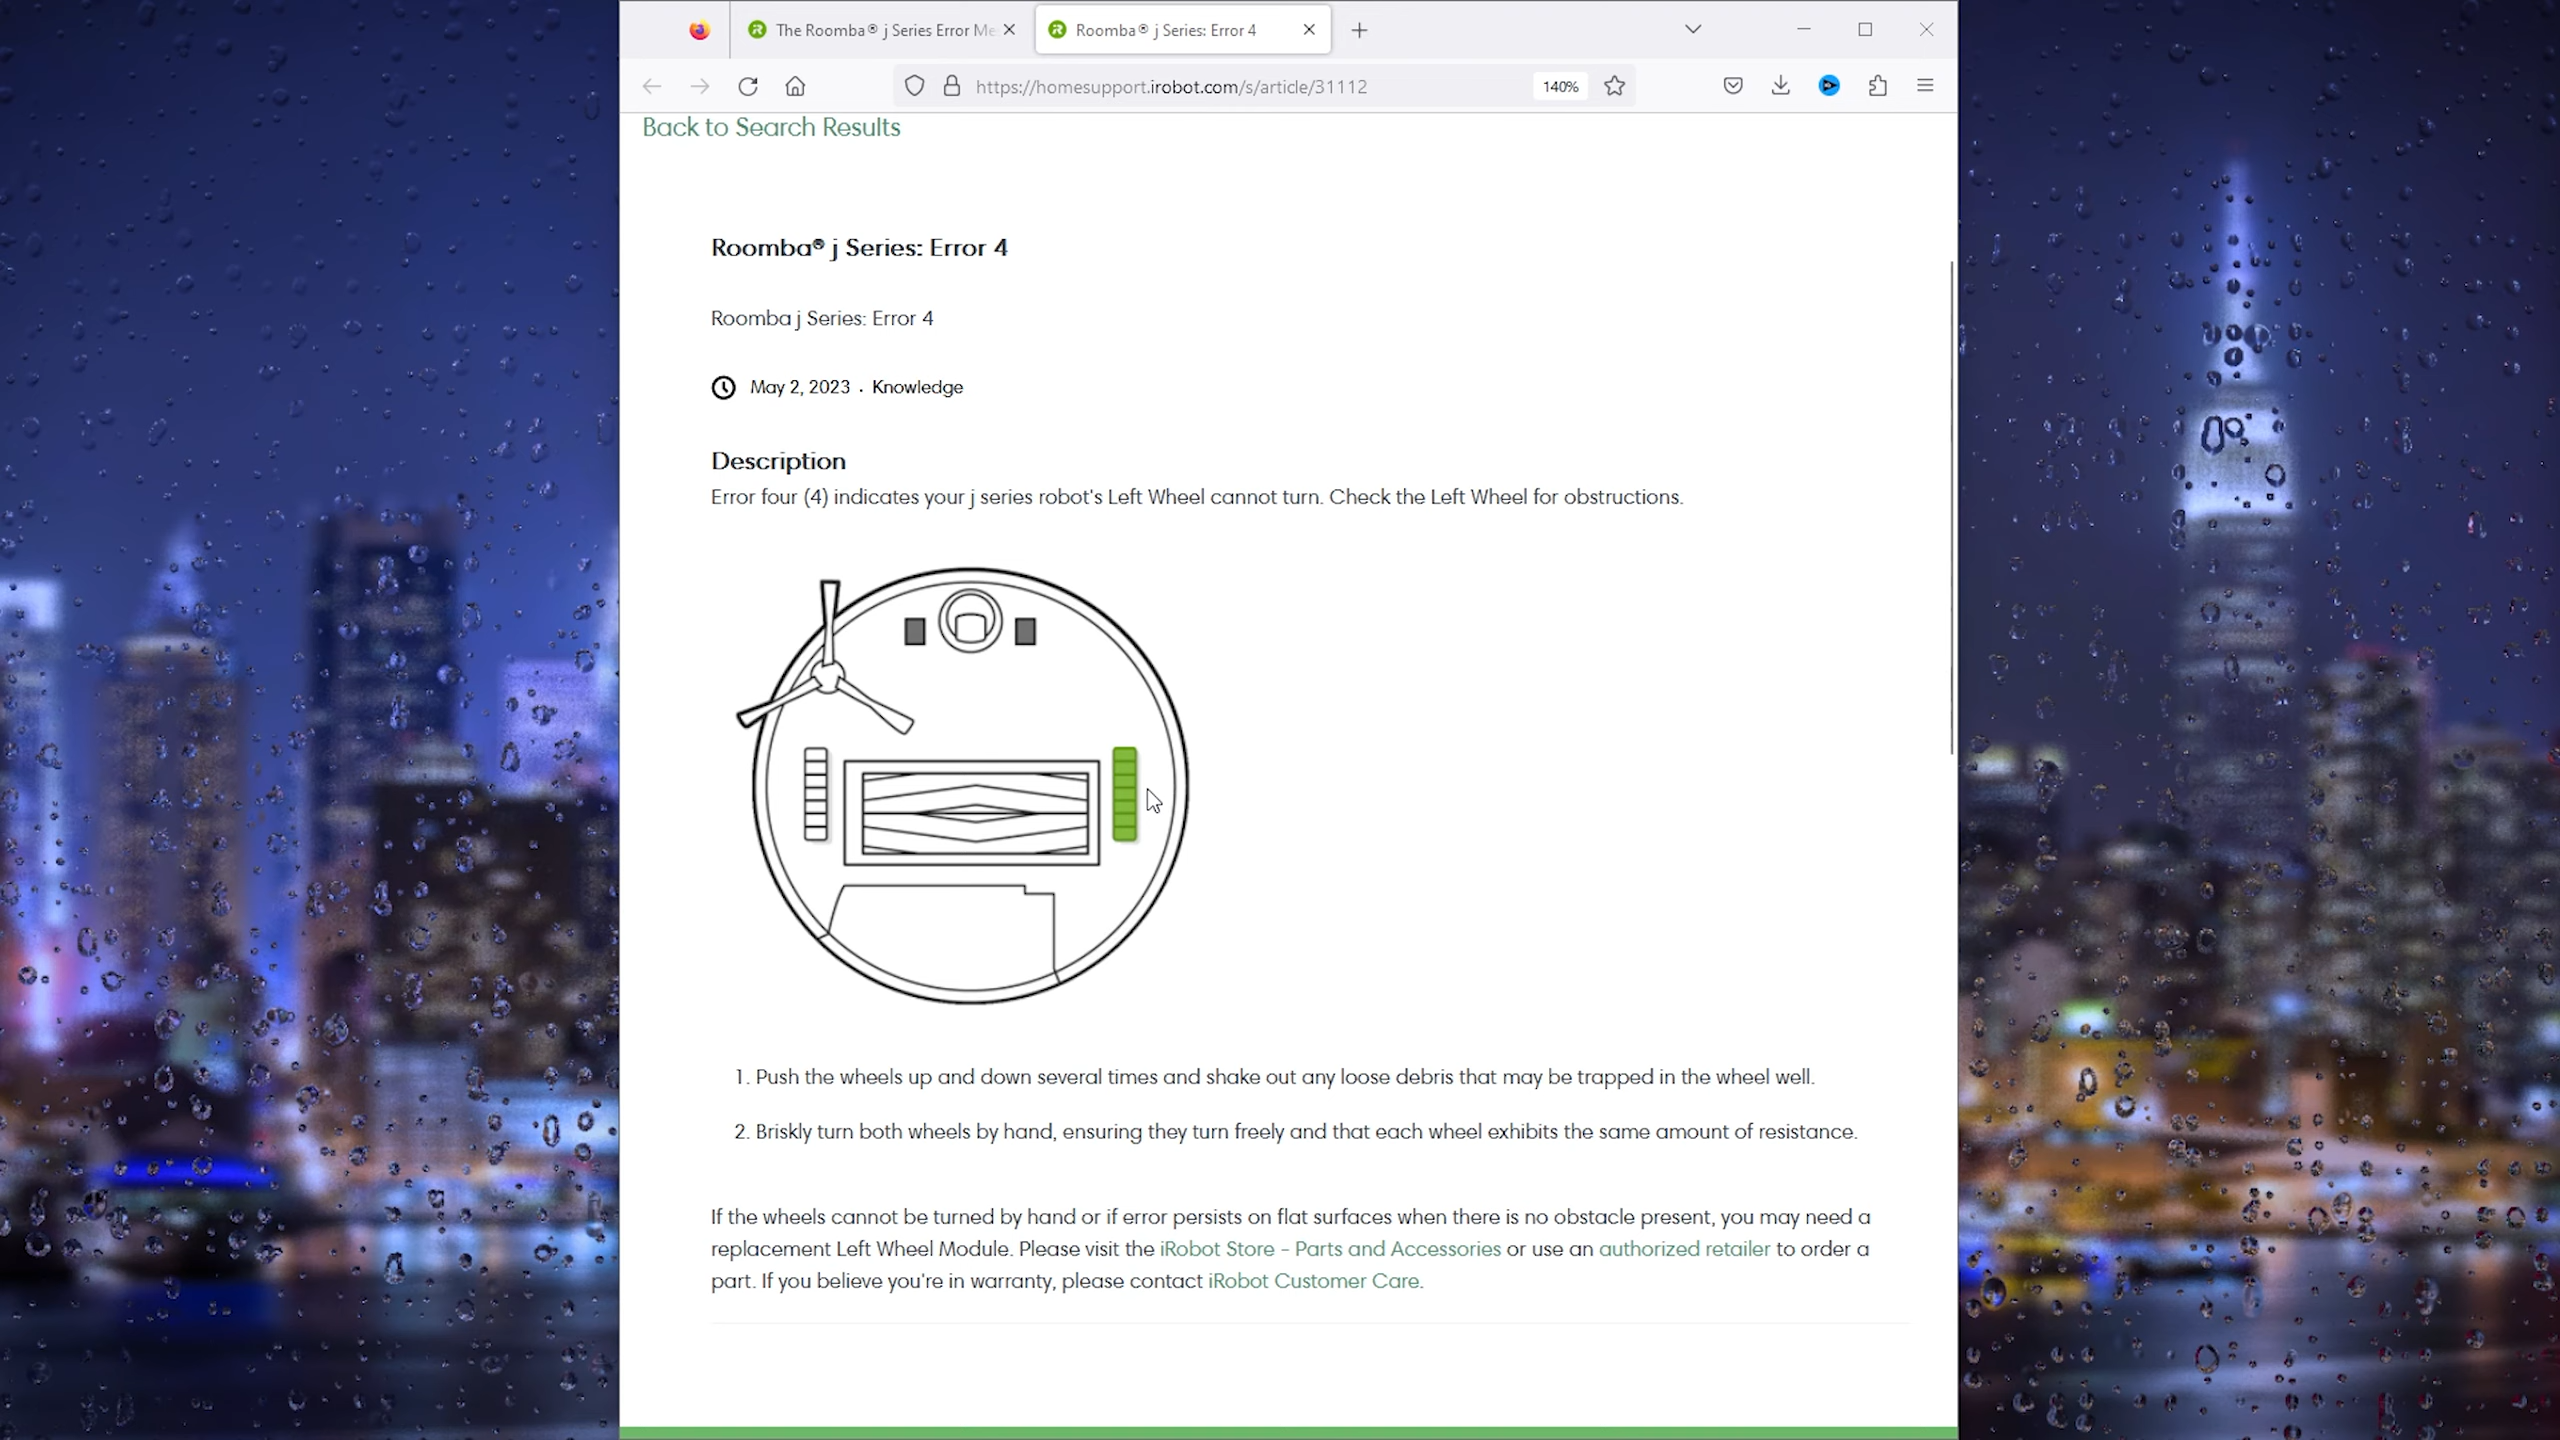 The Roomba® j Series Error Me
Roomba® j Series: Error 4
https://homesupport.irobot.com/s/article/31112
140%
Back to Search Results
Roomba® j Series: Error 4
Roomba j Series: Error 4
May 2, 2023 · Knowledge
Description
Error four (4) indicates your j series robot's Left Wheel cannot turn. Check the Left Wheel for obstructions.
1. Push the wheels up and down several times and shake out any loose debris that may be trapped in the wheel well.
2. Briskly turn both wheels by hand, ensuring they turn freely and that each wheel exhibits the same amount of resistance.
If the wheels cannot be turned by hand or if error persists on flat surfaces when there is no obstacle present, you may need a
replacement Left Wheel Module. Please visit the iRobot Store - Parts and Accessories or use an authorized retailer to order a
part. If you believe you're in warranty, please contact iRobot Customer Care.